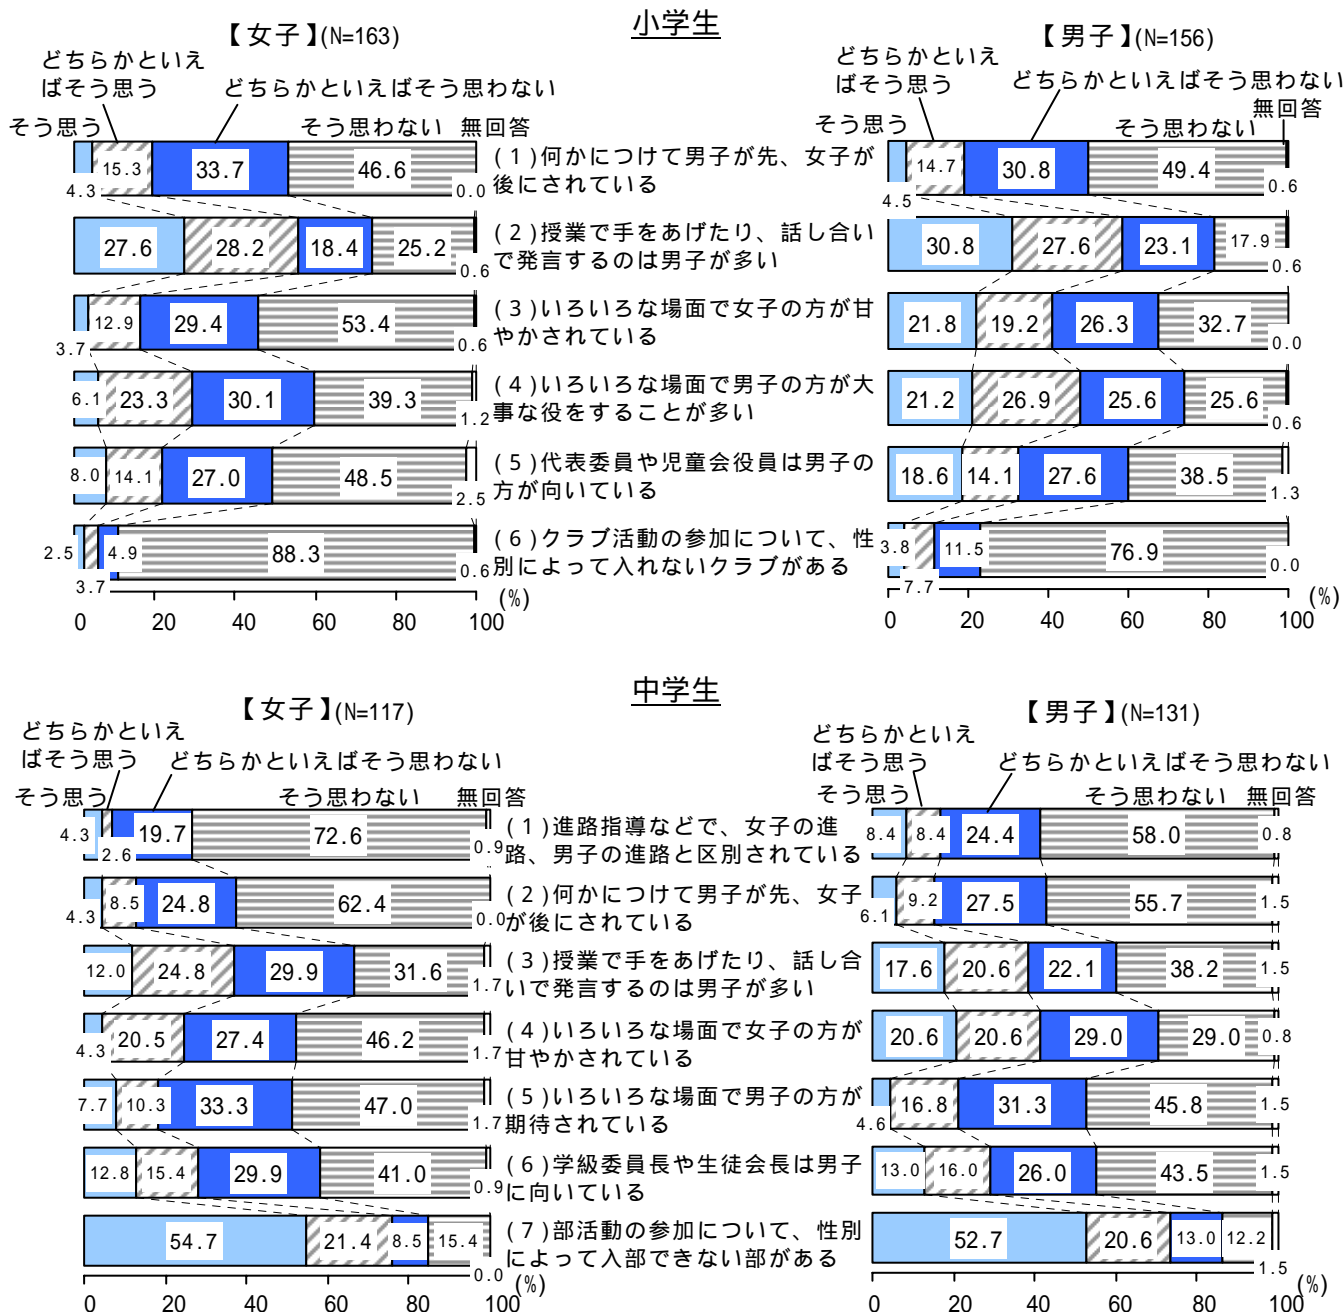 小学生
【女子】(N=163)
どちらかといえ
ばそう思う
どちらかといえばそう思わない
そう思う
そう思わない
無回答
【男子】(N=156)
どちらかといえ
ばそう思う
どちらかといえばそう思わない
そう思う
そう思わない
無回答
4.3 15.3 33.7 46.6 0.0
(1)何かにつけて男子が先、女子が
後にされている
4.5 14.7 30.8 49.4 0.6
27.6 28.2 18.4 25.2 0.6
(2)授業で手をあげたり、話し合い
で発言するのは男子が多い
30.8 27.6 23.1 17.9 0.6
3.7 12.9 29.4 53.4 0.6
(3)いろいろな場面で女子の方が甘
やかされている
21.8 19.2 26.3 32.7 0.0
6.1 23.3 30.1 39.3 1.2
(4)いろいろな場面で男子の方が大
事な役をすることが多い
21.2 26.9 25.6 25.6 0.6
8.0 14.1 27.0 48.5 2.5
(5)代表委員や児童会役員は男子の
方が向いている
18.6 14.1 27.6 38.5 1.3
2.5 3.7 4.9 88.3 0.6
(6)クラブ活動の参加について、性
別によって入れないクラブがある
3.8 7.7 11.5 76.9 0.0
0 20 40 60 80 100 (%)
0 20 40 60 80 100 (%)
中学生
【女子】(N=117)
どちらかといえ
ばそう思う
どちらかといえばそう思わない
そう思う
そう思わない
無回答
【男子】(N=131)
どちらかといえ
ばそう思う
どちらかといえばそう思わない
そう思う
そう思わない
無回答
4.3 2.6 19.7 72.6 0.9
(1)進路指導などで、女子の進
路、男子の進路と区別されている
8.4 8.4 24.4 58.0 0.8
4.3 8.5 24.8 62.4 0.0
(2)何かにつけて男子が先、女子
が後にされている
6.1 9.2 27.5 55.7 1.5
12.0 24.8 29.9 31.6 1.7
(3)授業で手をあげたり、話し合
いで発言するのは男子が多い
17.6 20.6 22.1 38.2 1.5
4.3 20.5 27.4 46.2 1.7
(4)いろいろな場面で女子の方が
甘やかされている
20.6 20.6 29.0 29.0 0.8
7.7 10.3 33.3 47.0 1.7
(5)いろいろな場面で男子の方が
期待されている
4.6 16.8 31.3 45.8 1.5
12.8 15.4 29.9 41.0 0.9
(6)学級委員長や生徒会長は男子
に向いている
13.0 16.0 26.0 43.5 1.5
54.7 21.4 8.5 15.4 0.0
(7)部活動の参加について、性別
によって入部できない部がある
52.7 20.6 13.0 12.2 1.5
0 20 40 60 80 100 (%)
0 20 40 60 80 100 (%)